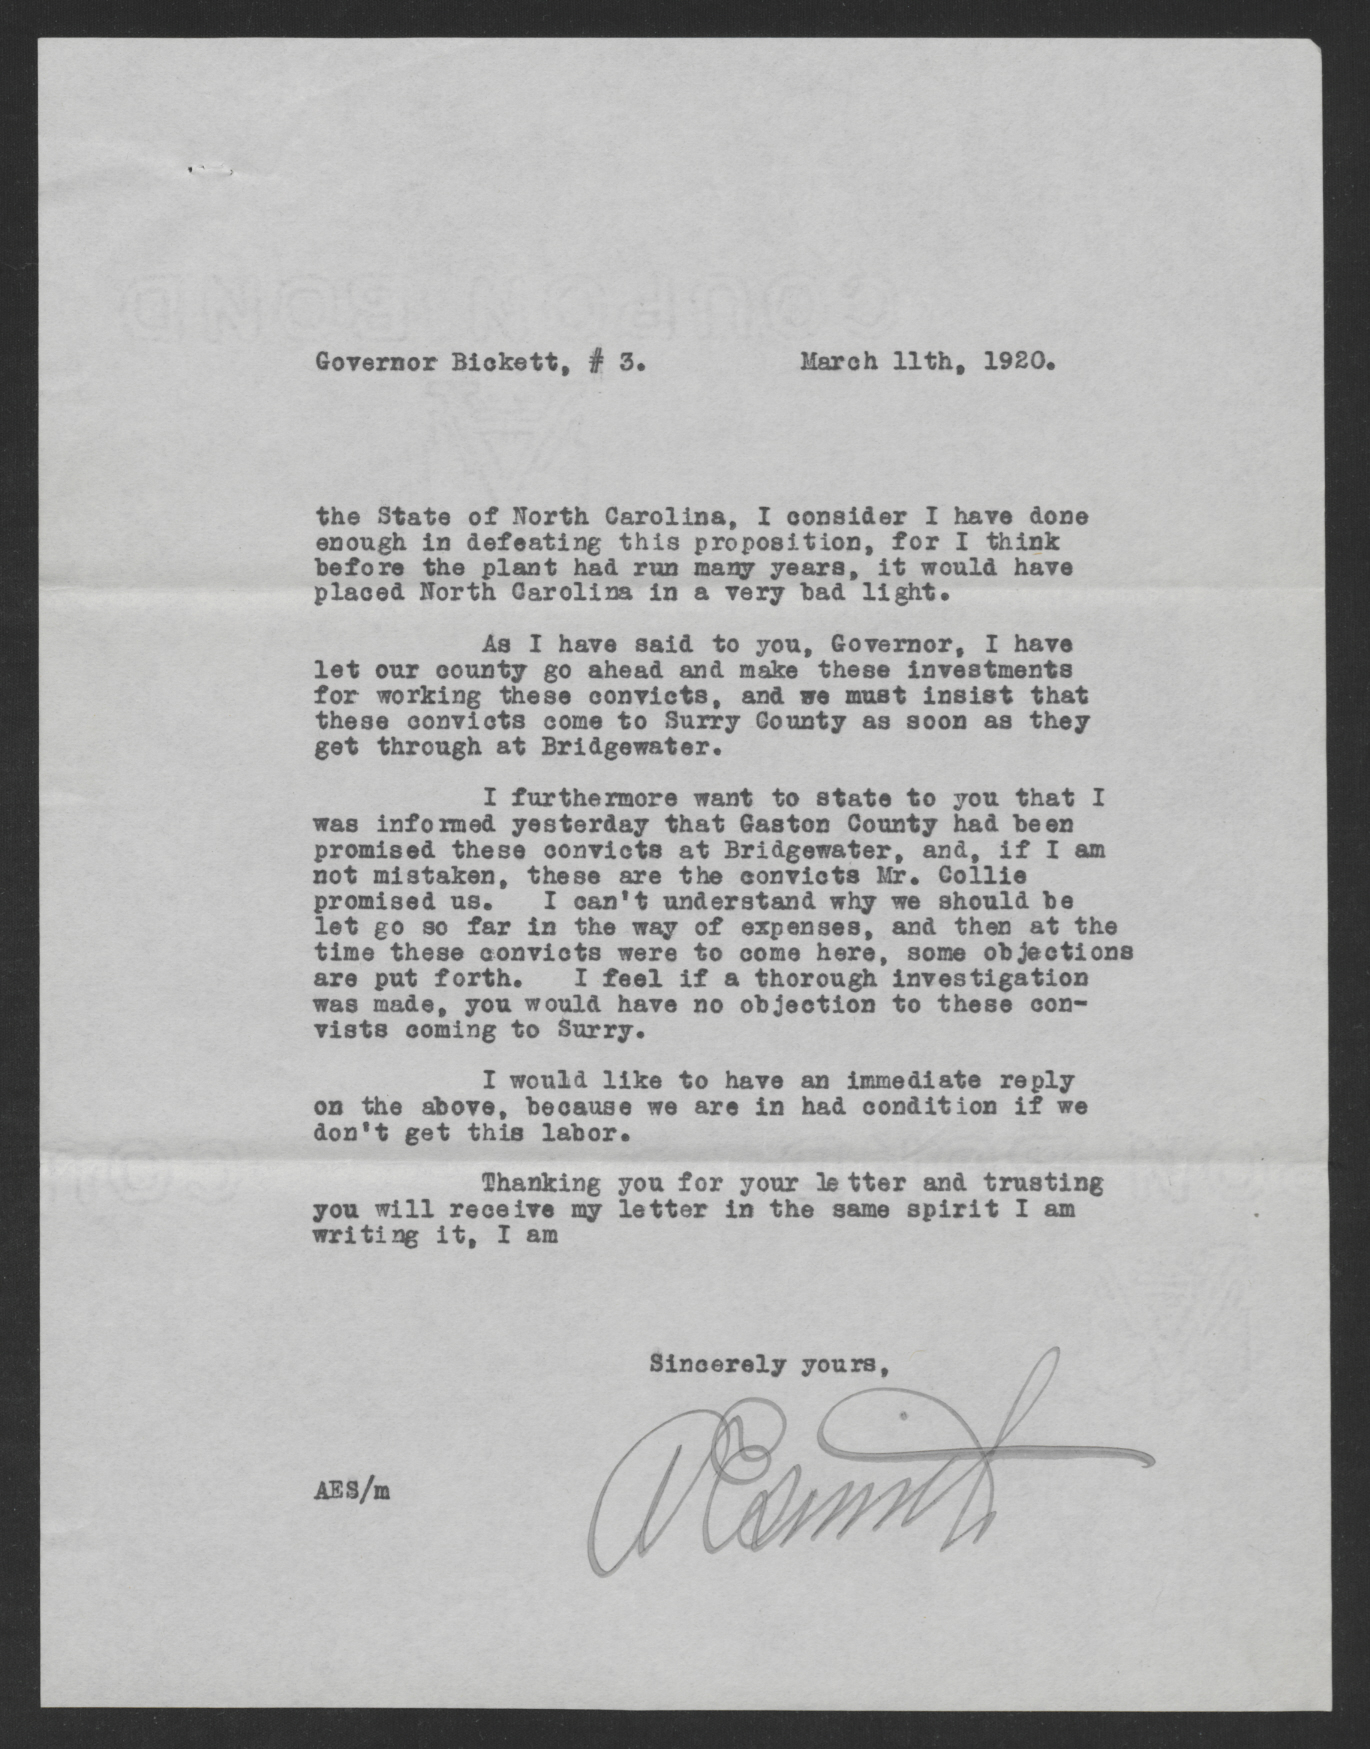 COUPON BOND
Governor Bickett, # 3. March 11th, 1920.
the State of North Carolina, I consider I have done
enough in defeating this proposition, for I think
before the plant had run many years, it would have
placed North Carolina in a very bad light.
As I have said to you, Governor, I have
let our county go ahead and make these investments
for working these convicts, and we must insist that
these convicts come to Surry County as soon as they
get through at Bridgewater.
I furthermore want to state to you that I
was informed yesterday that Gaston County had been
promised these convicts at Bridgewater, and, if I am
not mistaken, these are the convicts Mr. Collie
promised us. I can't understand why we should be
let go so far in the way of expenses, and then at the
time these convicts were to come here, some objections
are put forth. I feel if a thorough investigation
was made, you would have no objection to these con-
vists coming to Surry.
I would like to have an immediate reply
on the above, because we are in had condition if we
don't get this labor.
Thanking you for your letter and trusting
you will receive my letter in the same spirit I am
writing it, I am
Sincerely yours,
AESmith
AES/m